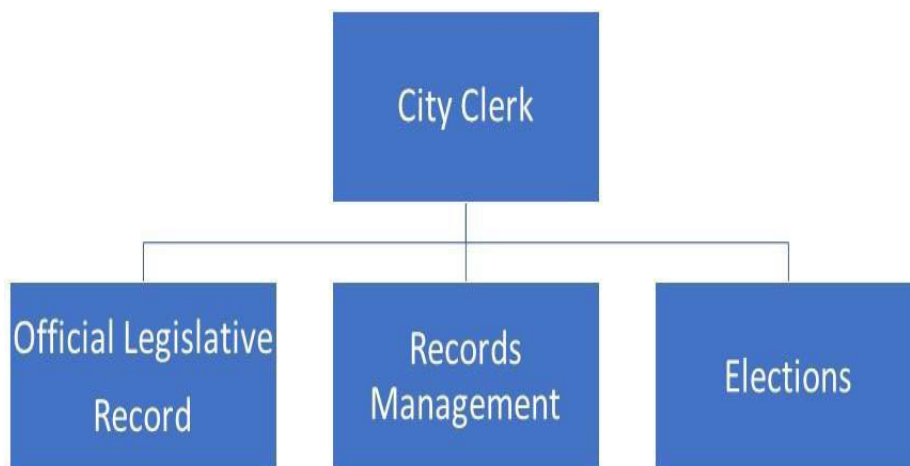 City Clerk
Official Legislative
Record
Records
Management
Elections